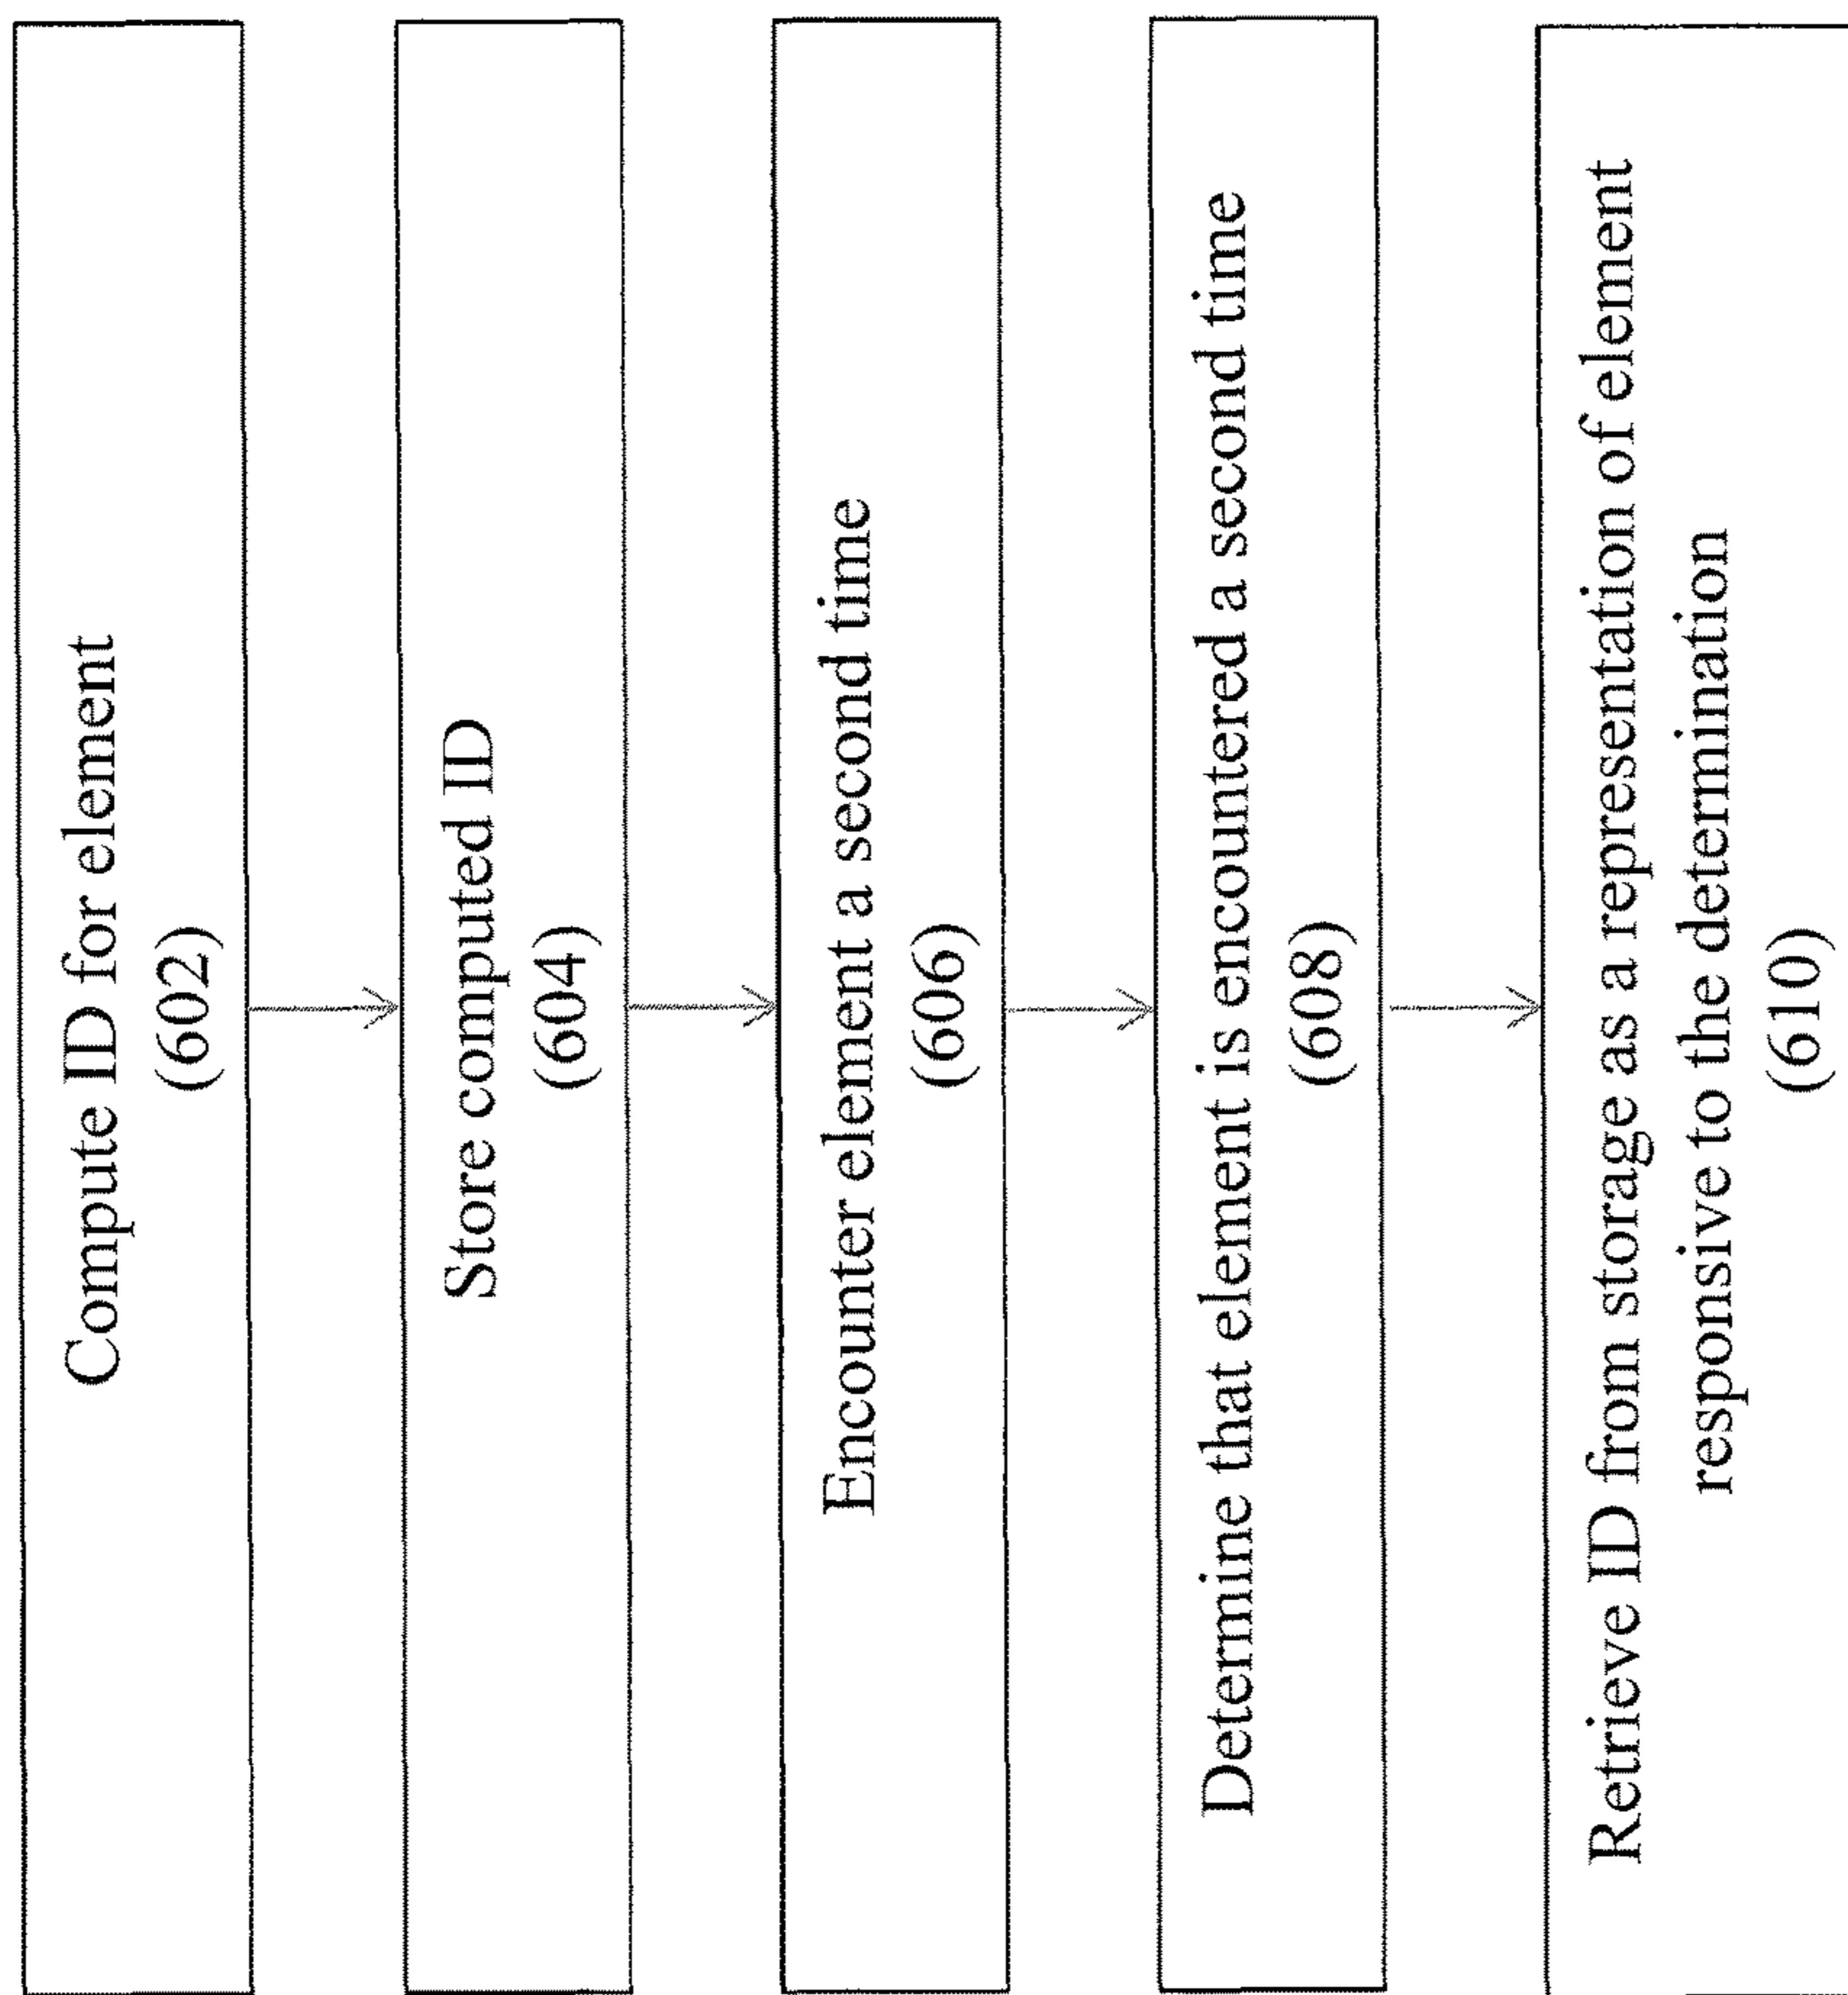 Compute ID for element
(602)
Store computed ID
(604)
Encounter element a second time
(606)
Determine that element is encountered a second time
(608)
Retrieve ID from storage as a representation of element
responsive to the determination
(610)